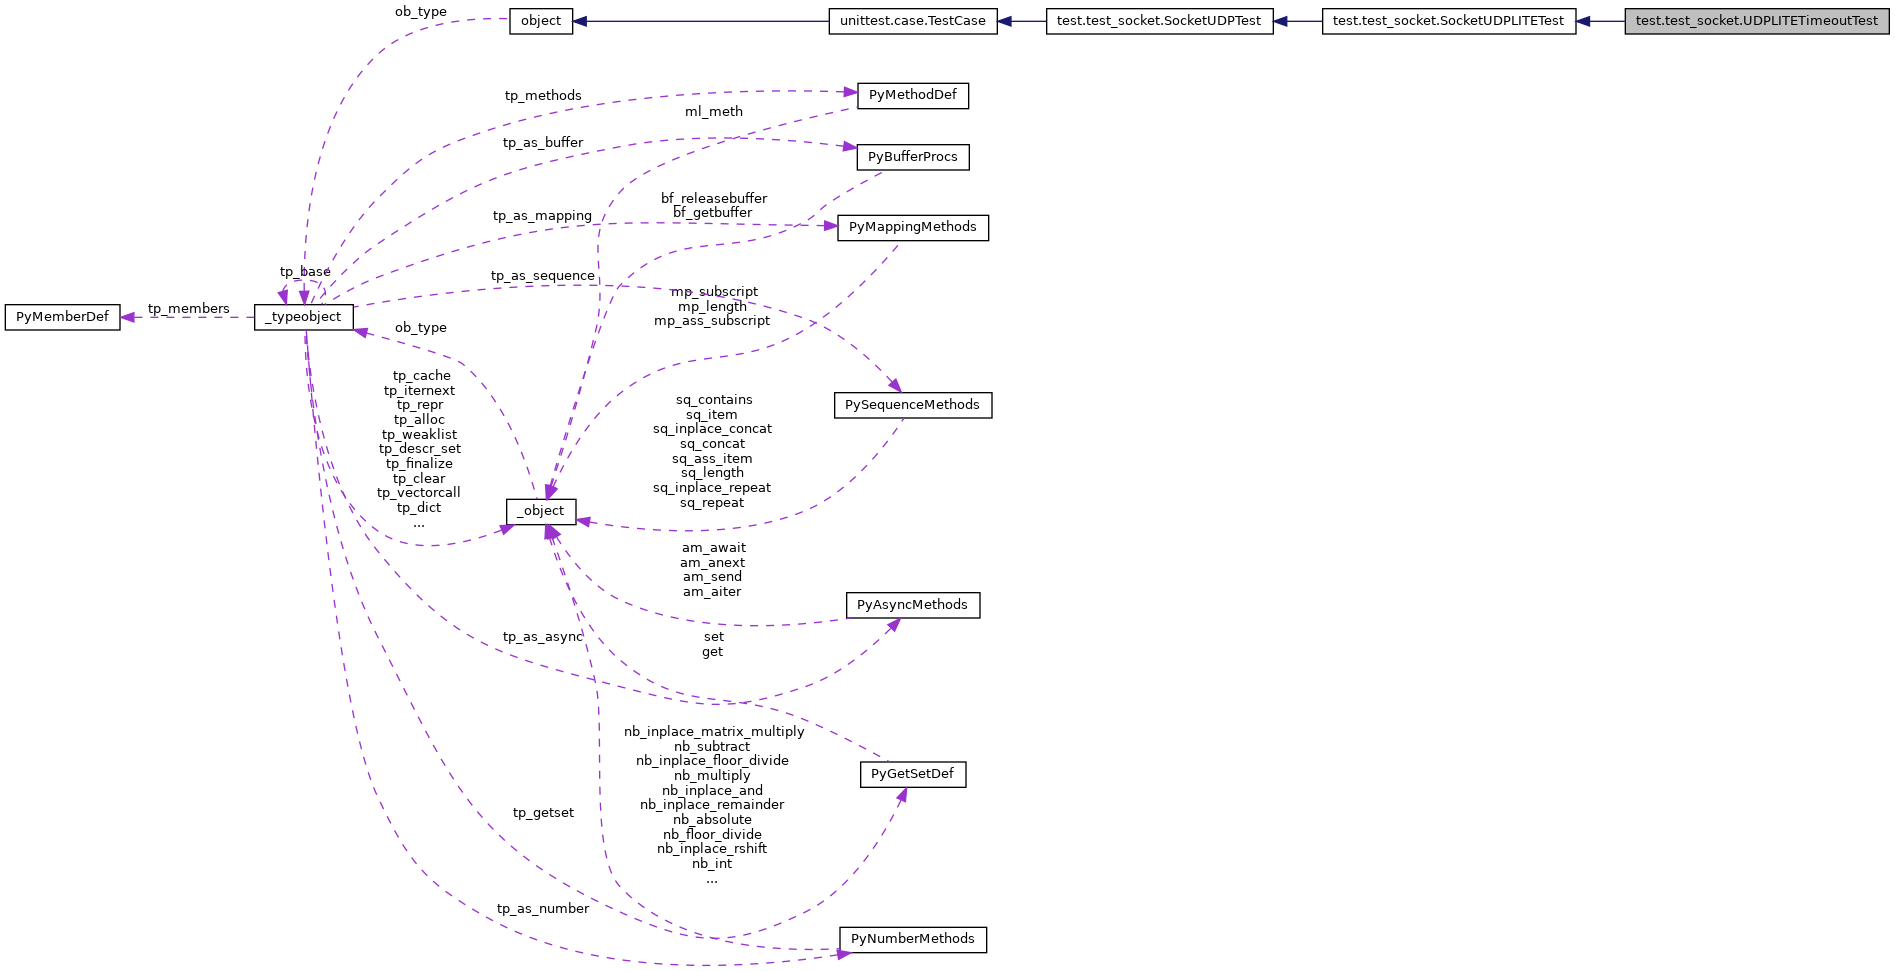 ob_type
object
unittest.case.TestCase
test.test_socket.SocketUDPTest
test.test_socket.SocketUDPLITETest
test.test_socket.UDPLITETimeoutTest
tp_methods
PyMethodDef
ml_meth
tp_as_buffer
PyBufferProcs
bf_releasebuffer
bf_getbuffer
tp_as_mapping
PyMappingMethods
tp_base
tp_as_sequence
mp_subscript
mp_length
mp_ass_subscript
PyMemberDef
tp_members
_typeobject
ob_type
tp_cache
tp_iternext
tp_repr
tp_alloc
tp_weaklist
tp_descr_set
tp_finalize
tp_clear
tp_vectorcall
tp_dict
...
sq_contains
sq_item
sq_inplace_concat
sq_concat
sq_ass_item
sq_length
sq_inplace_repeat
sq_repeat
PySequenceMethods
_object
am_await
am_anext
am_send
am_aiter
PyAsyncMethods
tp_as_async
set
get
nb_inplace_matrix_multiply
nb_subtract
nb_inplace_floor_divide
nb_multiply
nb_inplace_and
nb_inplace_remainder
nb_absolute
nb_floor_divide
nb_inplace_rshift
nb_int
...
PyGetSetDef
tp_getset
tp_as_number
PyNumberMethods